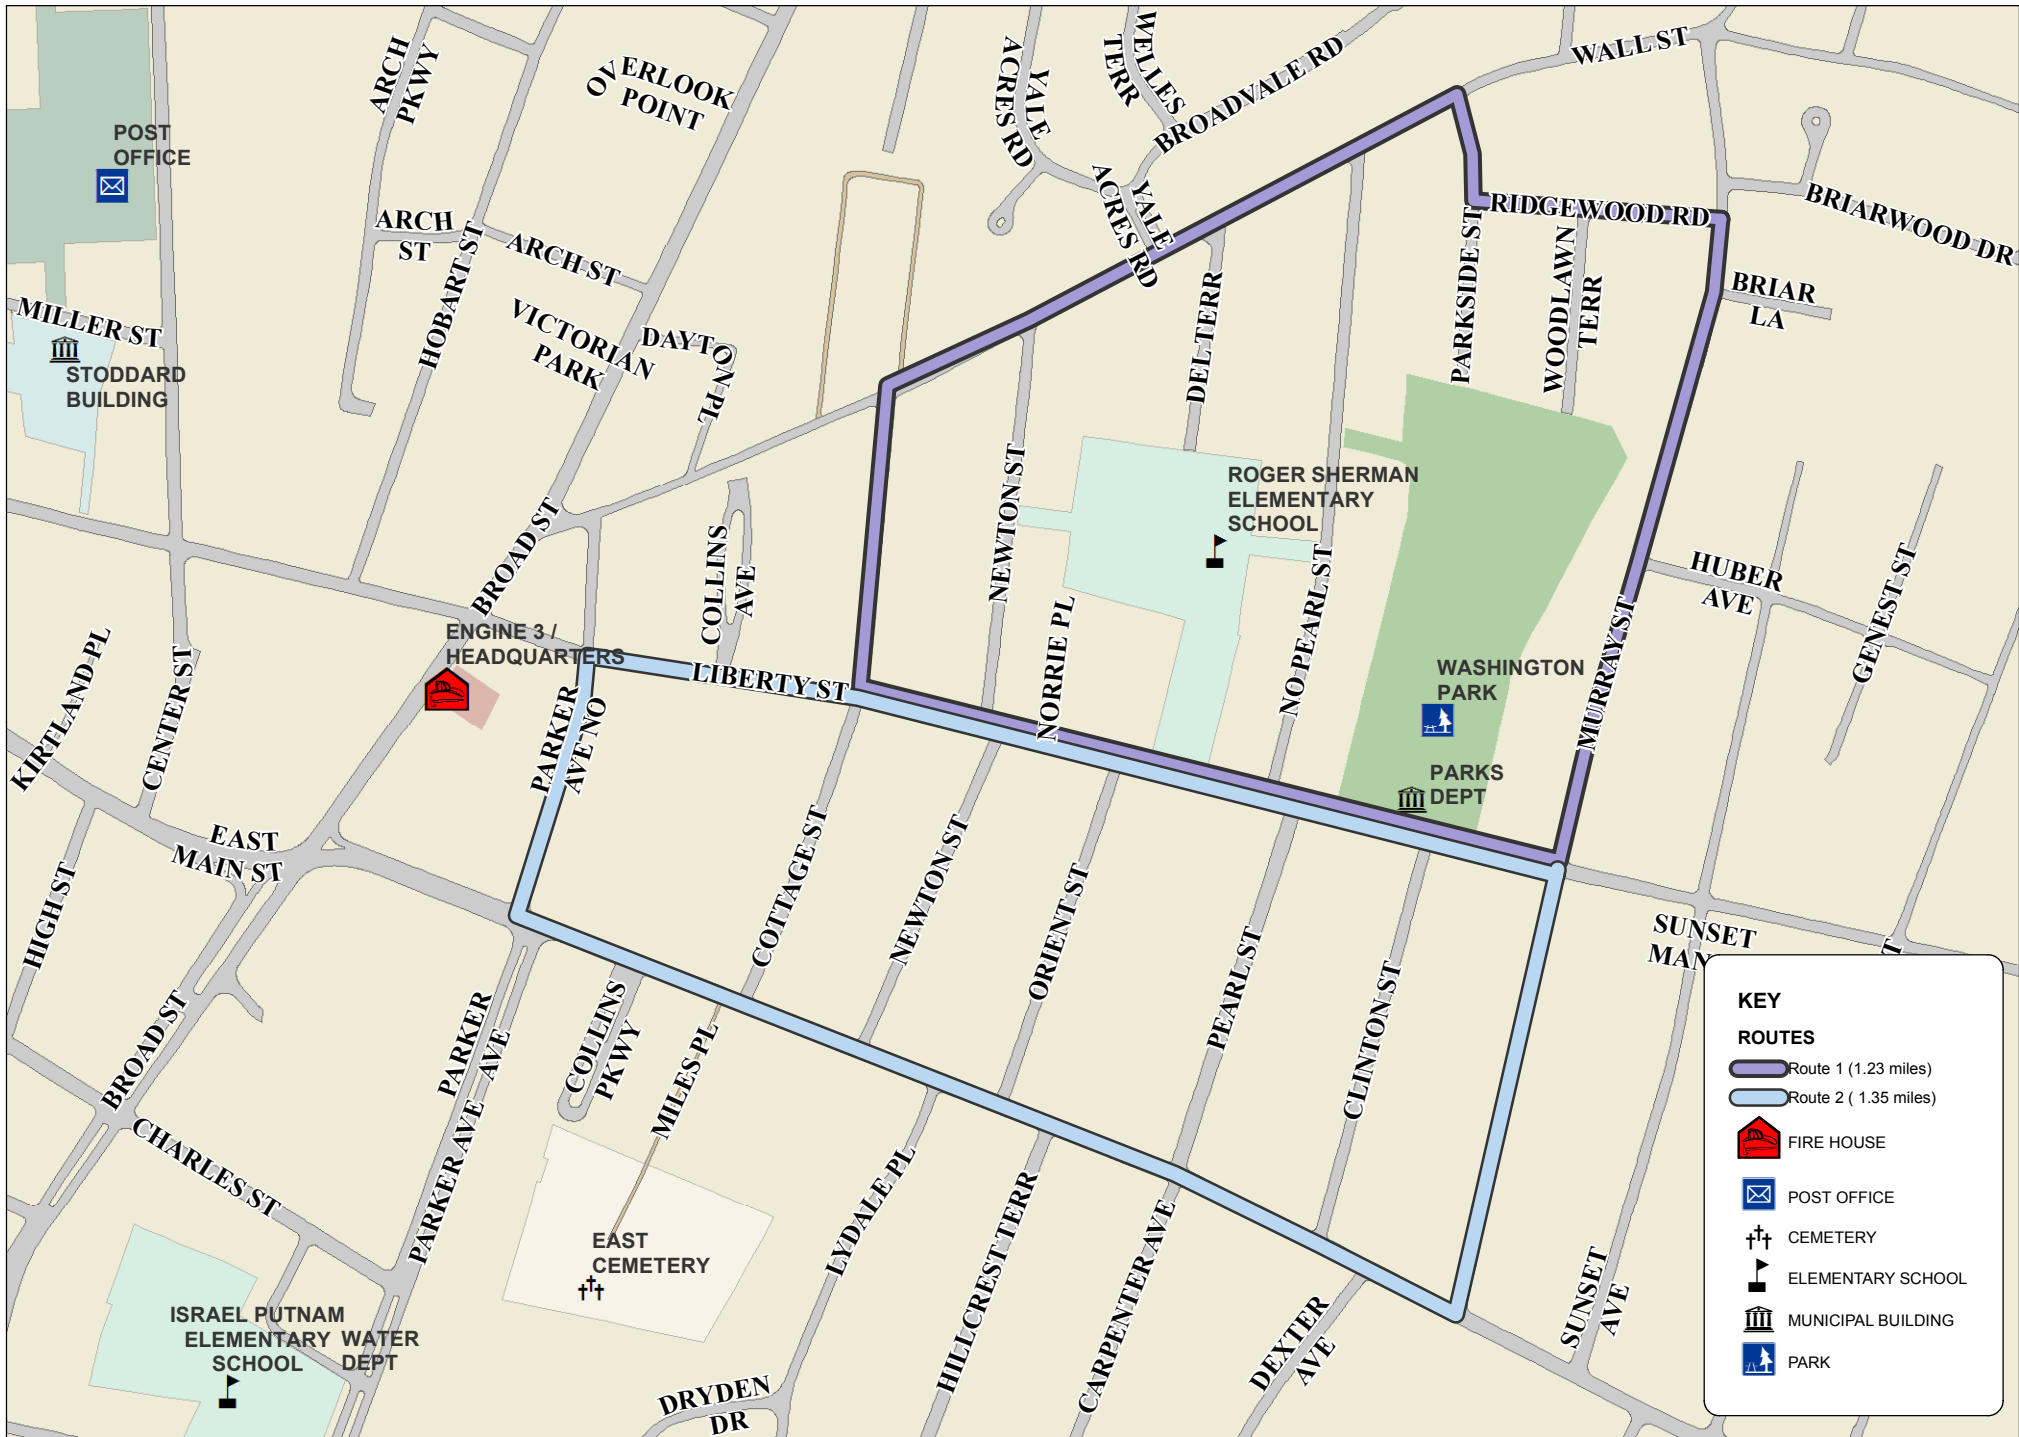 WALL ST
WELLES
TERR
BROADVALE RD
YALE
ACRES RD
ARCH
PKWY
OVERLOOK
POINT
POST
OFFICE
YALE
ACRES RD
BRIARWOOD DR
RIDGEWOOD RD
ARCH
ST
ARCH ST
HOBART ST
PARKSIDE ST
WOODLAWN
TERR
BRIAR
LA
DEL TERR
MILLER ST
VICTORIAN
PARK
DAYTON PL
STODDARD
BUILDING
NEWTON ST
ROGER SHERMAN
ELEMENTARY
SCHOOL
BROAD ST
COLLINS
AVE
HUBER
AVE
GENEST ST
NO PEARL ST
NORRIE PL
MURRAY ST
ENGINE 3 /
HEADQUARTERS
LIBERTY ST
KIRTLAND PL
CENTER ST
PARKER
AVE NO
WASHINGTON
PARK
PARKS
DEPT
EAST
MAIN ST
HIGH ST
COTTAGE ST
NEWTON ST
ORIENT ST
PEARL ST
CLINTON ST
SUNSET
BROAD ST
PARKER
AVE
COLLINS
PKWY
MILES PL
CHARLES ST
PARKER AVE
LYDALE PL
HILLCREST TERR
CARPENTER AVE
DEXTER
AVE
SUNSET
AVE
EAST
CEMETERY
ISRAEL PUTNAM
ELEMENTARY
SCHOOL
WATER
DEPT
DRYDEN
DR
KEY
ROUTES
Route 1 (1.23 miles)
Route 2 ( 1.35 miles)
FIRE HOUSE
POST OFFICE
CEMETERY
ELEMENTARY SCHOOL
MUNICIPAL BUILDING
PARK